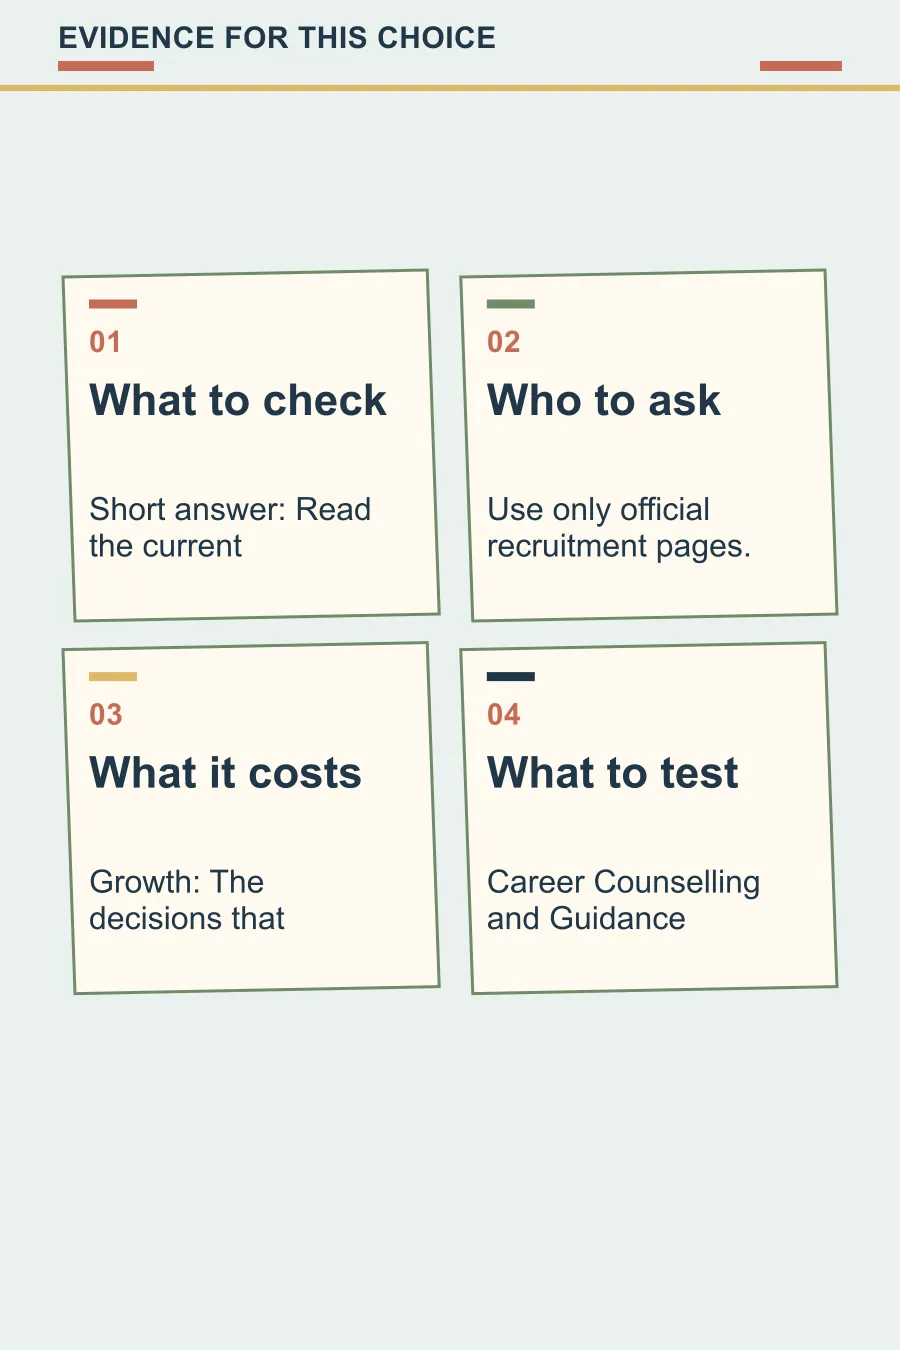 EVIDENCE FOR THIS CHOICE
01
What to check
Short answer: Read
the current
02
Who to ask
Use only official
recruitment pages.
03
What it costs
Growth: The
decisions that
04
What to test
Career Counselling
and Guidance